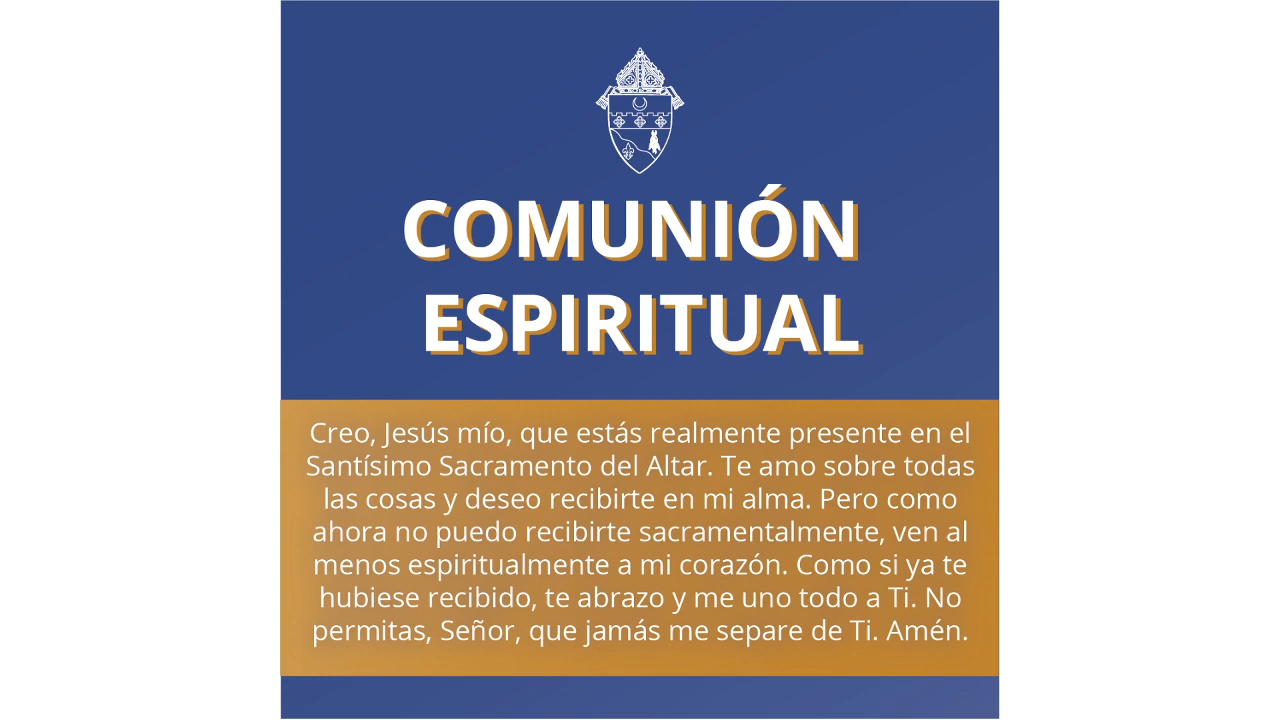 COMUNIÓN
ESPIRITUAL
Creo, Jesús mío, que estás realmente presente en el
Santísimo Sacramento del Altar. Te amo sobre todas
las cosas y deseo recibirte en mi alma. Pero como
ahora no puedo recibirte sacramentalmente, ven al
menos espiritualmente a mi corazón. Como si ya te
hubiese recibido, te abrazo y me uno todo a Ti. No
permitas, Señor, que jamás me separe de Ti. Amén.